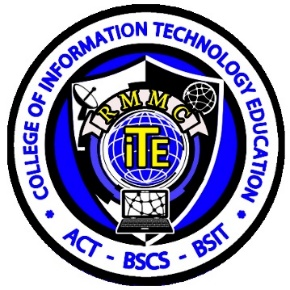 COLLEGE OF INFORMATION TECHNOLOGY EDUCATION
RMMC
iTE
ACT - BSCS - BSIT